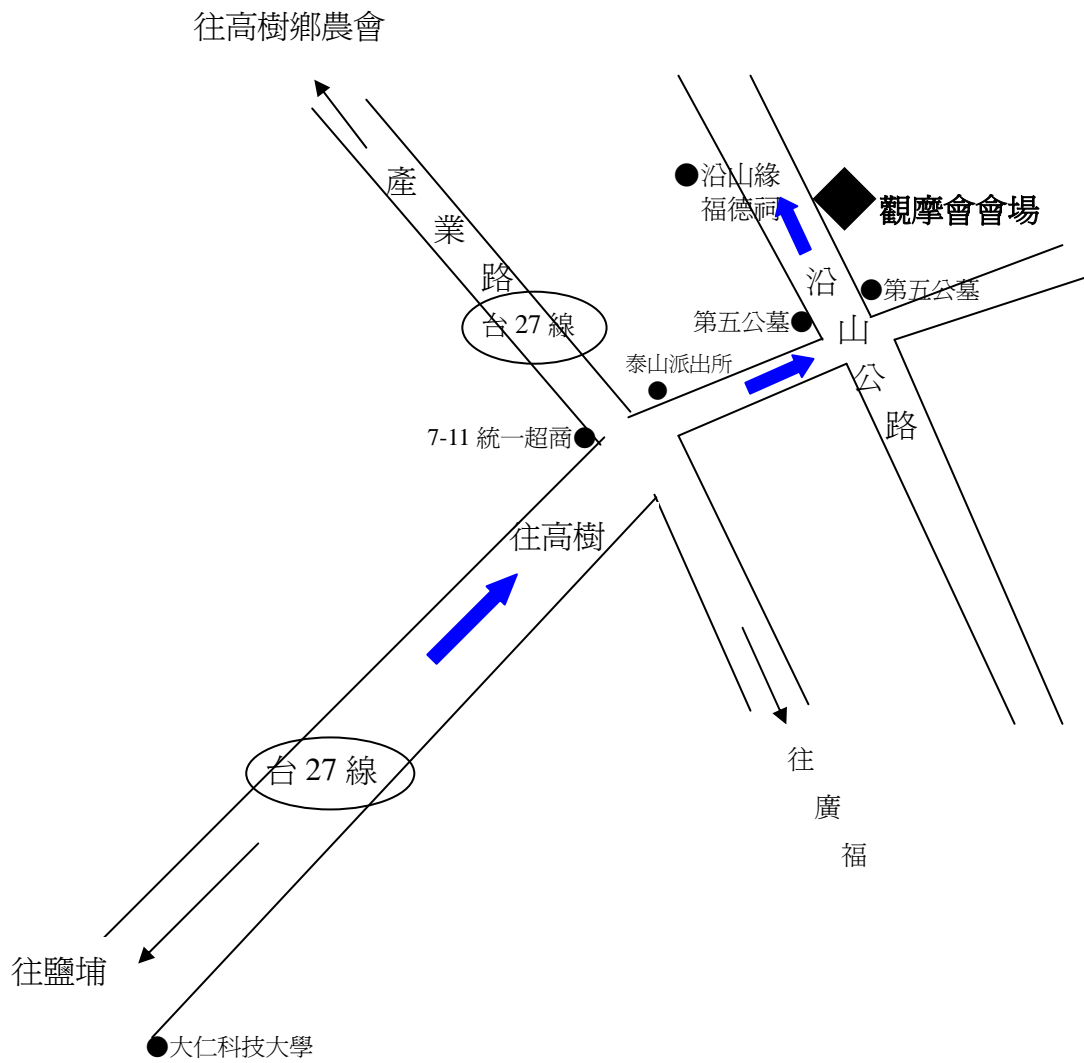 往高樹鄉農會
產業路
沿山緣
福德祠
觀摩會會場
沿山公路
第五公墓
台 27 線
第五公墓
泰山派出所
7-11 統一超商
往高樹
台 27 線
往廣福
往鹽埔
大仁科技大學